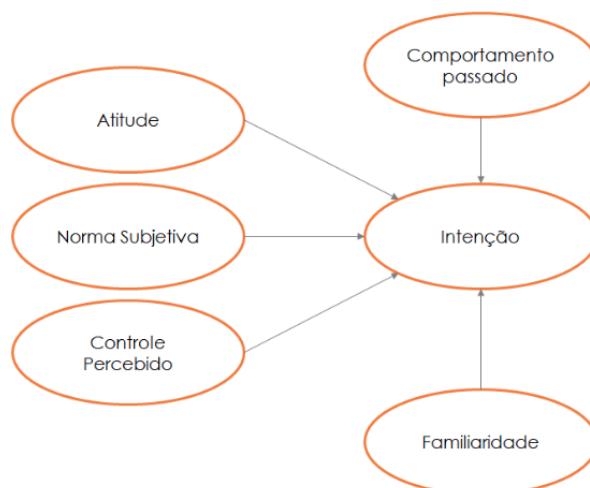 Comportamento
passado
Atitude
Norma Subjetiva
Intenção
Controle
Percebido
Familiaridade